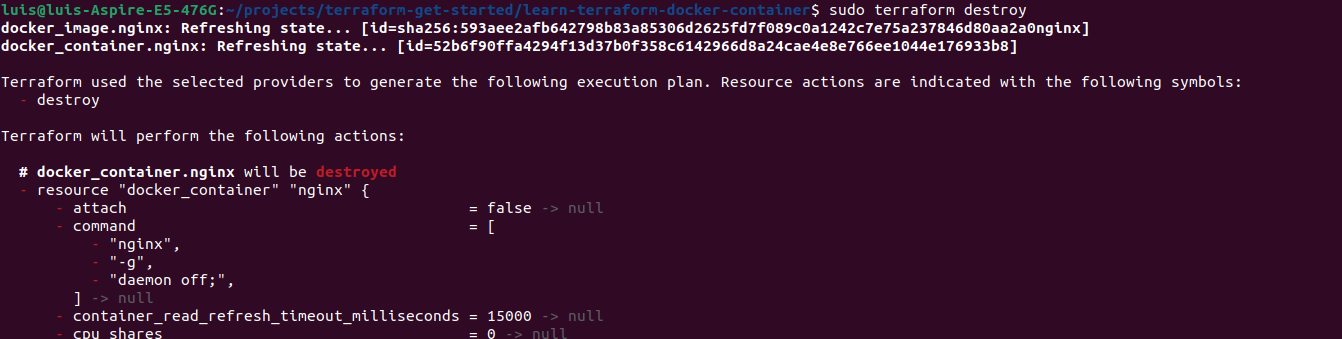 luis@luis-Aspire-E5-476G:~/projects/terraform-get-started/learn-terraform-docker-container$ sudo terraform destroy
docker_image.nginx: Refreshing state... [id=sha256:593aee2afb642798b83a85306d2625fd7f089c0a1242c7e75a237846d80aa2a0nginx]
docker_container.nginx: Refreshing state... [id=52b6f90ffa4294f13d37b0f358c6142966d8a24cae4e8e766ee1044e176933b8]
Terraform used the selected providers to generate the following execution plan. Resource actions are indicated with the following symbols:
- destroy
Terraform will perform the following actions:
# docker_container.nginx will be destroyed
- resource "docker_container" "nginx" {
- attach = false -> null
- command = [
- "nginx",
- "-g",
- "daemon off;",
] -> null
- container_read_refresh_timeout_milliseconds = 15000 -> null
- cpu_shares = 0 -> null